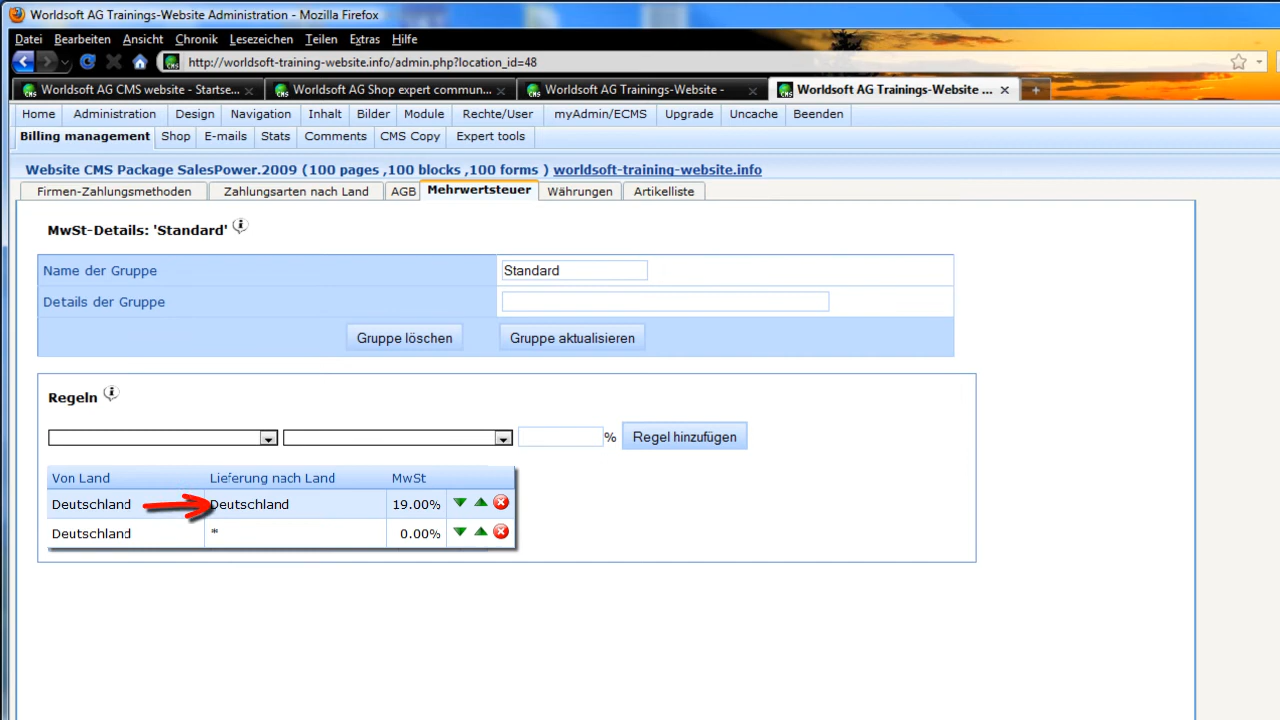 Worldsoft AG Trainings-Website Administration - Mozilla Firefox
Datei Bearbeiten Ansicht Chronik Lesezeichen Teilen Extras Hilfe
http://worldsoft-training-website.info/admin.php?location_id=48
CMS Worldsoft AG CMS website - Startse... CMS Worldsoft AG Shop expert commun... CMS Worldsoft AG Trainings-Website - CMS Worldsoft AG Trainings-Website ...
Home Administration Design Navigation Inhalt Bilder Module Rechte/User myAdmin/ECMS Upgrade Uncache Beenden
Billing management Shop E-mails Stats Comments CMS Copy Expert tools
Website CMS Package SalesPower.2009 (100 pages ,100 blocks ,100 forms ) worldsoft-training-website.info
Firmen-Zahlungsmethoden Zahlungsarten nach Land AGB Mehrwertsteuer Währungen Artikelliste
MwSt-Details: 'Standard'
Name der Gruppe Standard
Details der Gruppe
Gruppe löschen Gruppe aktualisieren
Regeln
% Regel hinzufügen
Von Land Lieferung nach Land MwSt
Deutschland Deutschland 19.00%
Deutschland * 0.00%